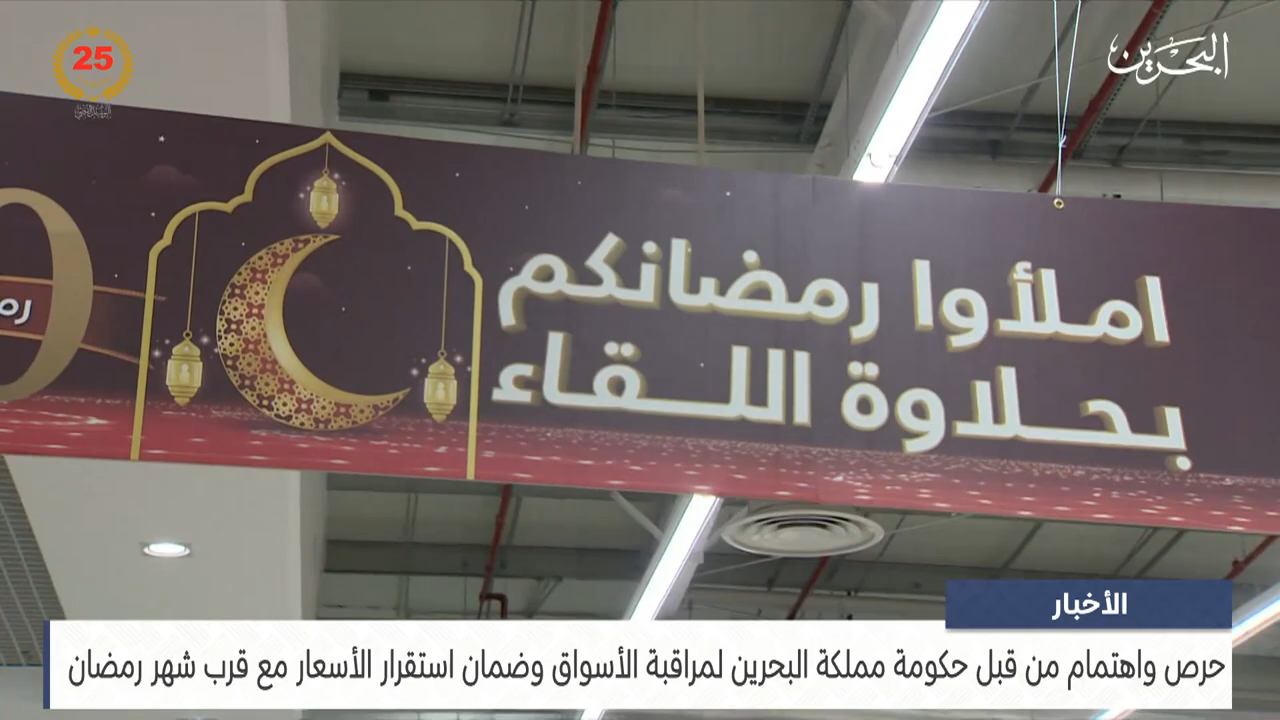 25
البحرين
املأوا رمضانكم
بحلاوة اللقاء
الأخبار
حرص واهتمام من قبل حكومة مملكة البحرين لمراقبة الأسواق وضمان استقرار الأسعار مع قرب شهر رمضان